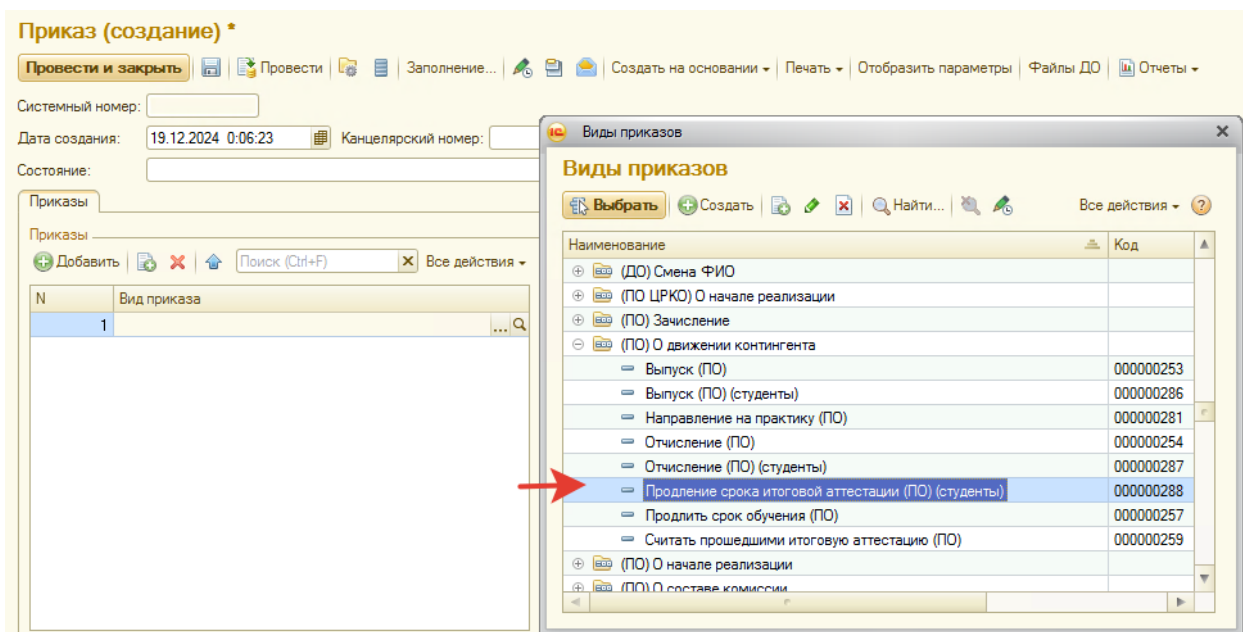 Приказ (создание) *
Провести и закрыть Провести Заполнение... Создать на основании Печать Отобразить параметры Файлы ДО Отчеты
Системный номер:
Дата создания: 19.12.2024 0:06:23 Канцелярский номер:
Состояние:
Приказы
Приказы
Добавить Поиск (Ctrl+F) Все действия
N Вид приказа
1 ...
1С Виды приказов
Виды приказов
Выбрать Создать Найти... Все действия ?
Наименование Код
(ДО) Смена ФИО
(ПО ЦРКО) О начале реализации
(ПО) Зачисление
(ПО) О движении контингента
Выпуск (ПО) 000000253
Выпуск (ПО) (студенты) 000000286
Направление на практику (ПО) 000000281
Отчисление (ПО) 000000254
Отчисление (ПО) (студенты) 000000287
Продление срока итоговой аттестации (ПО) (студенты) 000000288
Продлить срок обучения (ПО) 000000257
Считать прошедшими итоговую аттестацию (ПО) 000000259
(ПО) О начале реализации
(ПО) О составе комиссии